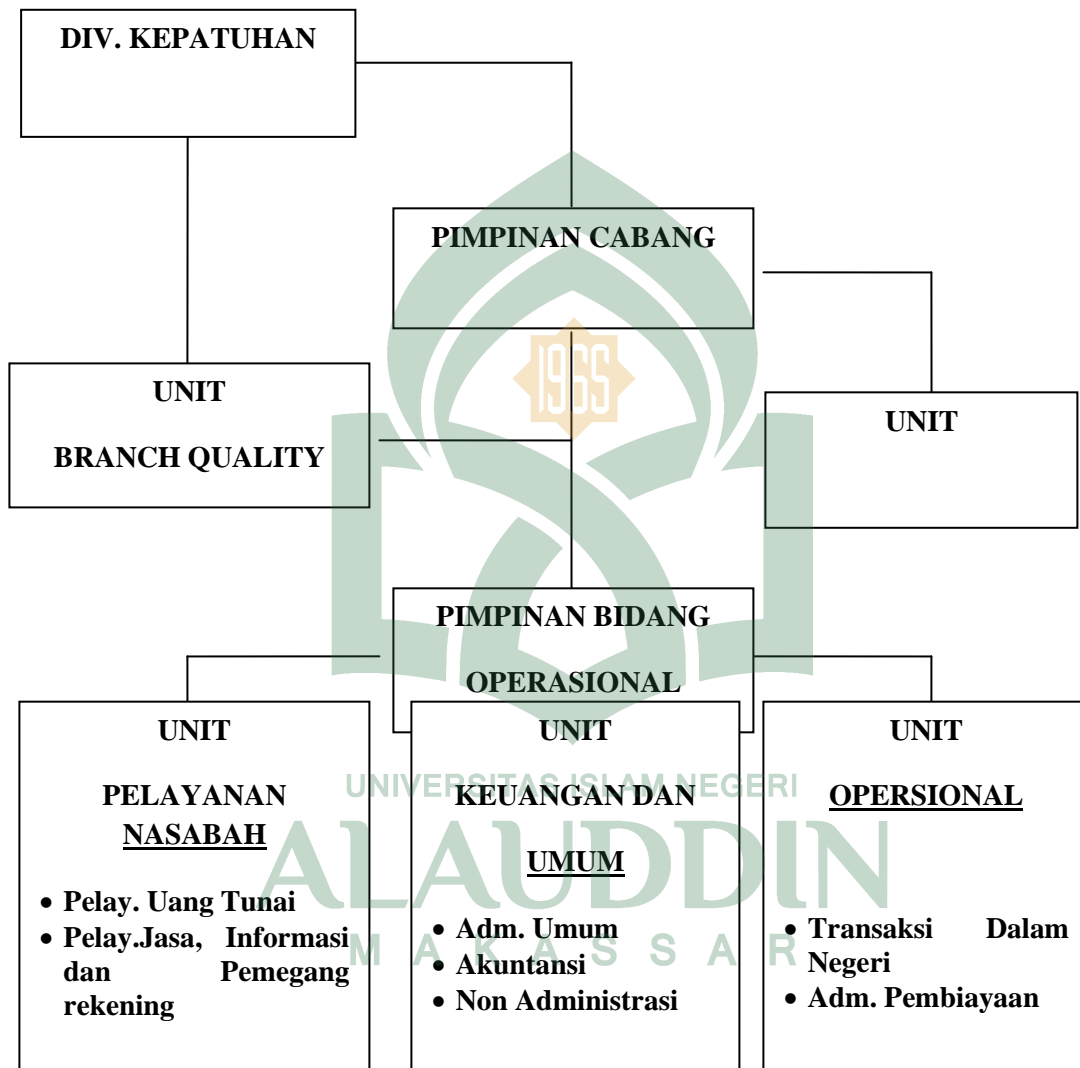 DIV. KEPATUHAN
PIMPINAN CABANG
1965
UNIT
BRANCH QUALITY
UNIT
PIMPINAN BIDANG
OPERASIONAL
UNIT
PELAYANAN
NASABAH
• Pelay. Uang Tunai
• Pelay.Jasa, Informasi
dan Pemegang
rekening
UNIT
KEUANGAN DAN
UMUM
• Adm. Umum
• Akuntansi
• Non Administrasi
UNIT
OPERSIONAL
• Transaksi Dalam
Negeri
• Adm. Pembiayaan
UNIVERSITAS ISLAM NEGERI
ALAUDDIN
MAKASSAR